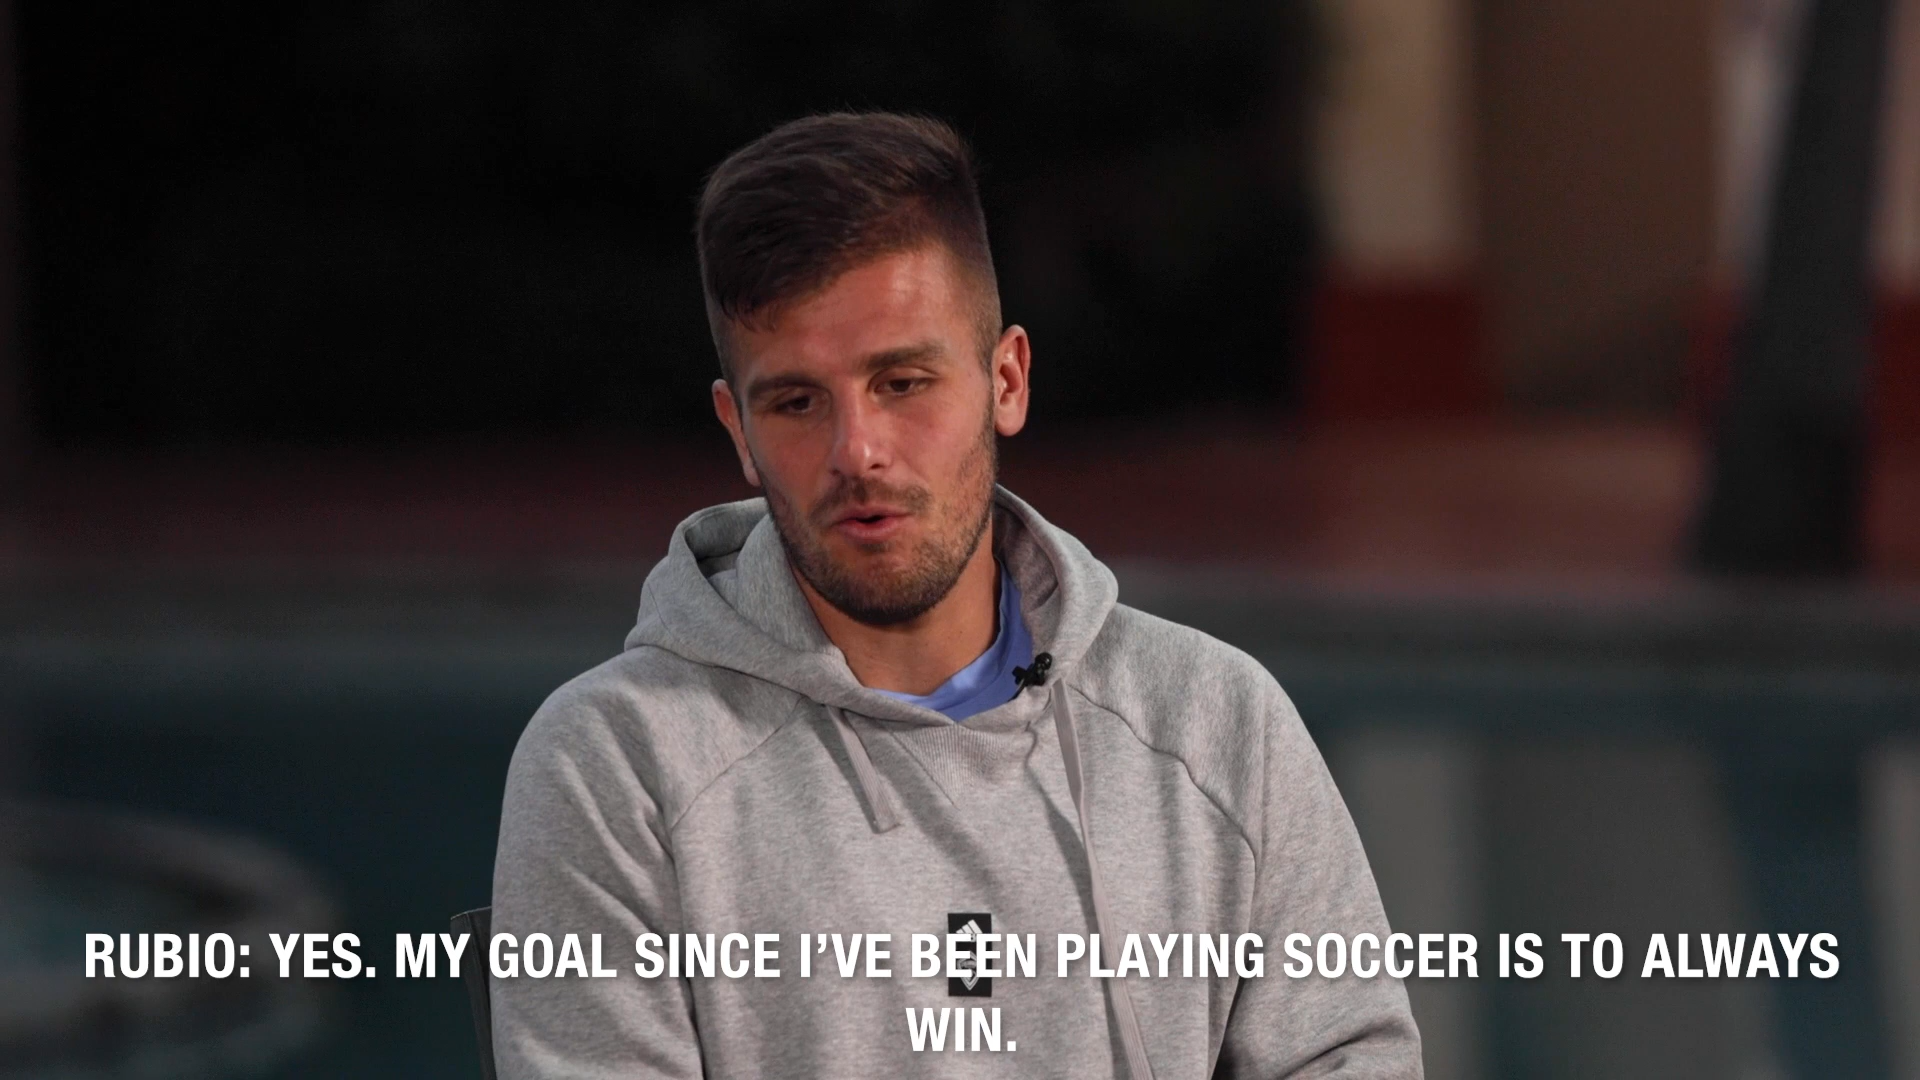 RUBIO: YES. MY GOAL SINCE I’VE BEEN PLAYING SOCCER IS TO ALWAYS
WIN.